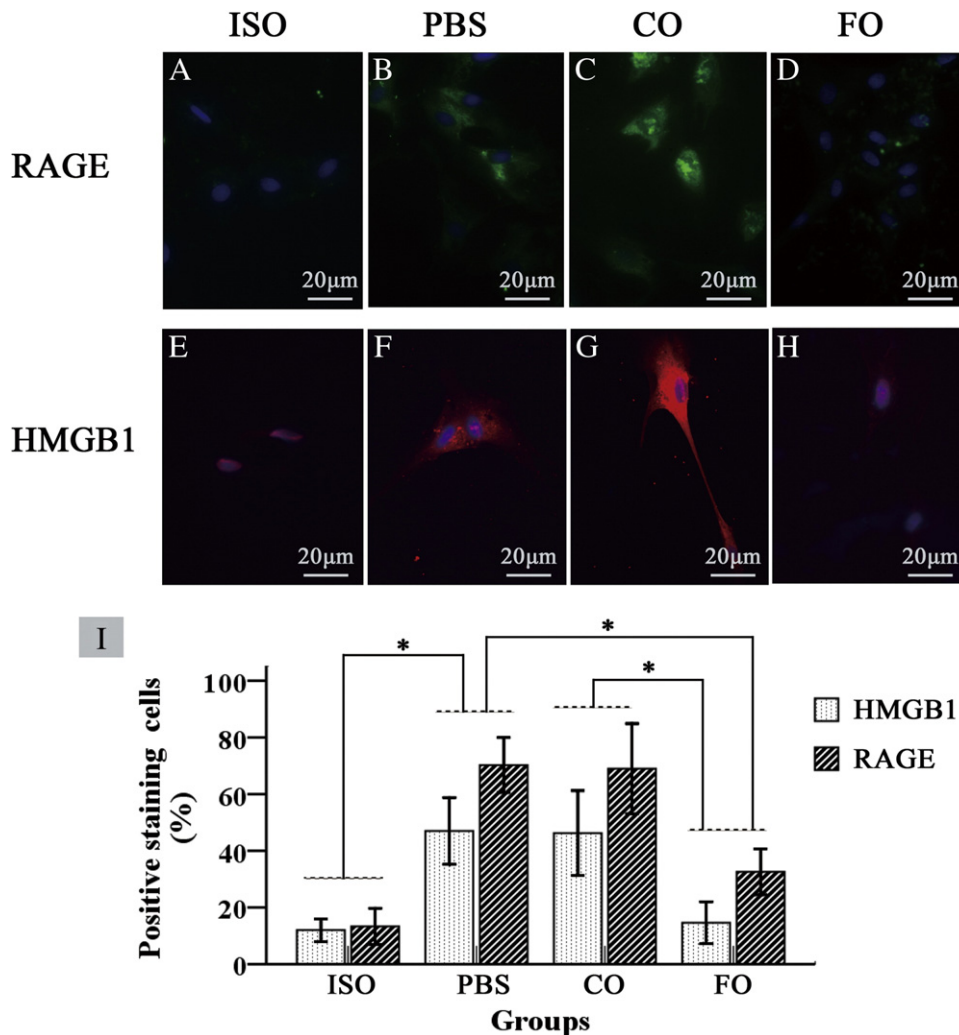 ISO PBS CO FO
RAGE
A B C D
20μm 20μm 20μm 20μm
HMGB1
E F G H
20μm 20μm 20μm 20μm
I
* * *
Positive staining cells
(%)
100
80
60
40
20
0
HMGB1
RAGE
ISO PBS CO FO
Groups